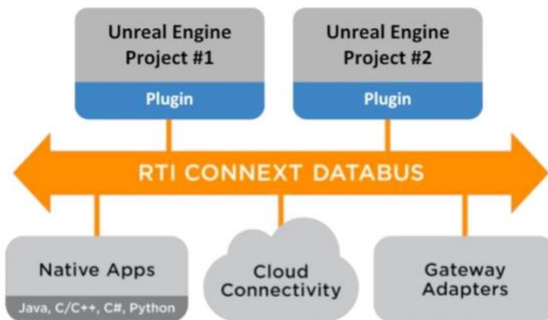 Unreal Engine
Project #1
Plugin
Unreal Engine
Project #2
Plugin
RTI CONNEXT DATABUS
Native Apps
Java, C/C++, C#, Python
Cloud
Connectivity
Gateway
Adapters